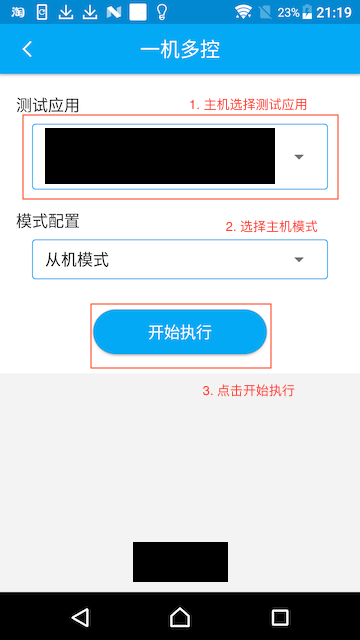 淘 23% 21:19
一机多控
测试应用
1. 主机选择测试应用
模式配置
2. 选择主机模式
从机模式
开始执行
3. 点击开始执行